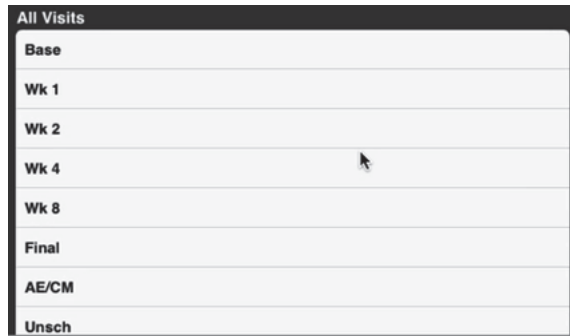 All Visits
Base
Wk 1
Wk 2
Wk 4
Wk 8
Final
AE/CM
Unsch